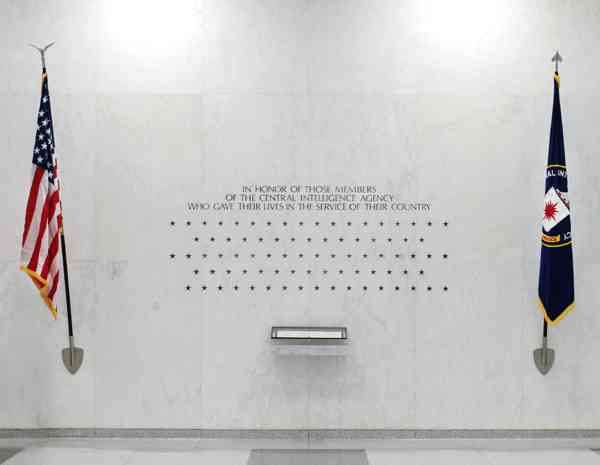 IN HONOR OF THOSE MEMBERS
OF THE CENTRAL INTELLIGENCE AGENCY
WHO GAVE THEIR LIVES IN THE SERVICE OF THEIR COUNTRY